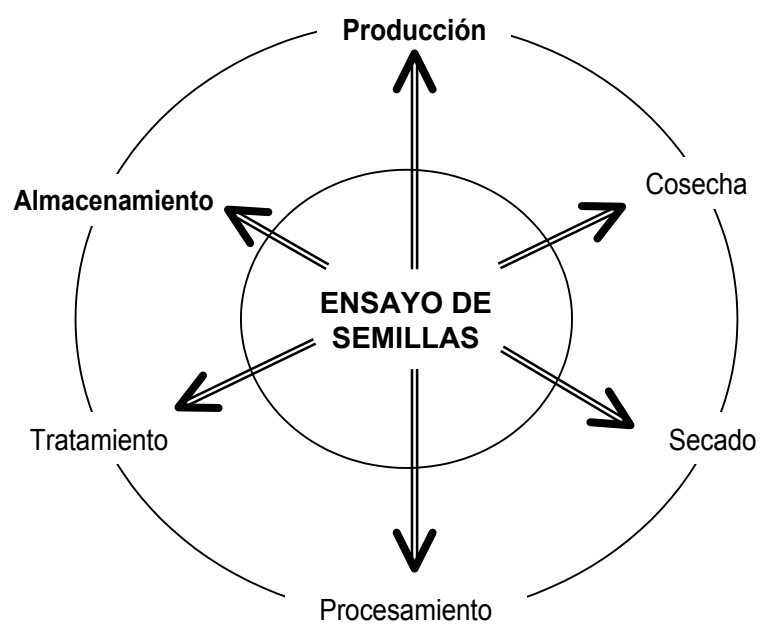 Producción
Almacenamiento
Cosecha
ENSAYO DE
SEMILLAS
Tratamiento
Secado
Procesamiento